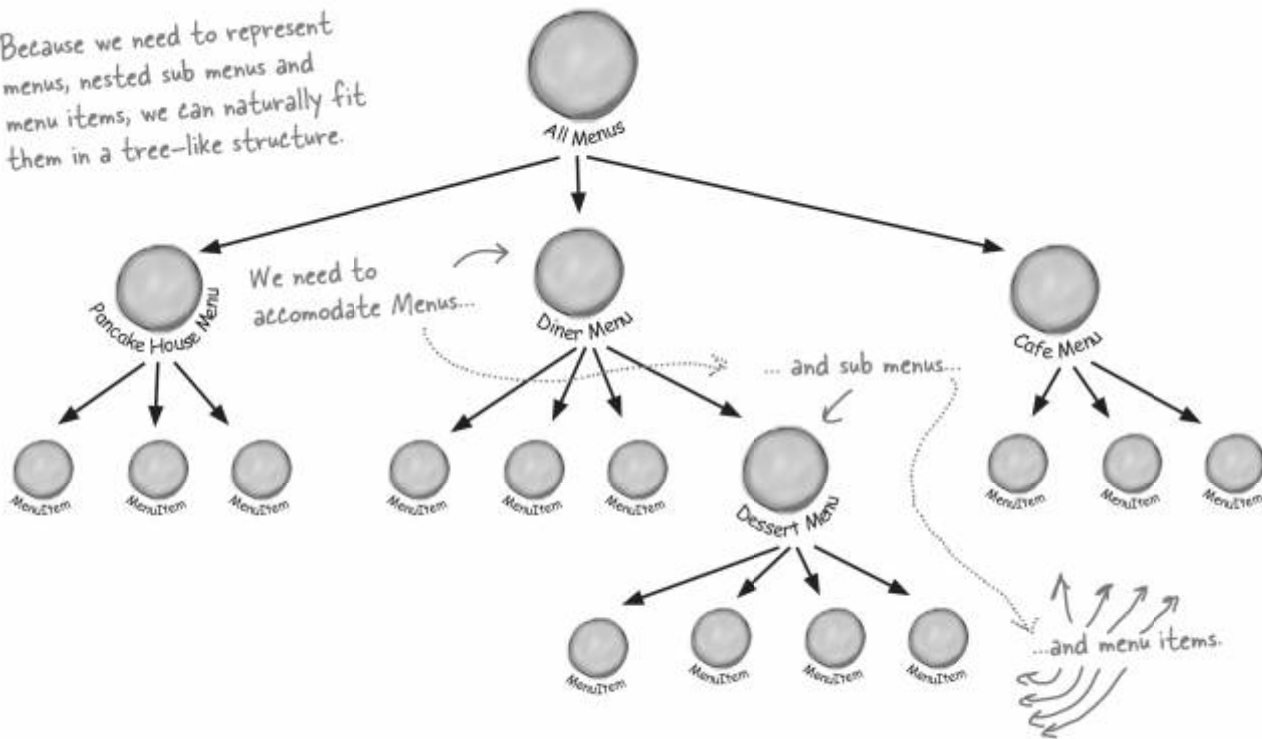 Because we need to represent
menus, nested sub menus and
menu items, we can naturally fit
them in a tree-like structure.
All Menus
We need to
accomodate Menus...
Pancake House Menu
Diner Menu
Cafe Menu
... and sub menus...
MenuItem
MenuItem
MenuItem
MenuItem
MenuItem
MenuItem
Dessert Menu
MenuItem
MenuItem
MenuItem
MenuItem
MenuItem
MenuItem
MenuItem
...and menu items.